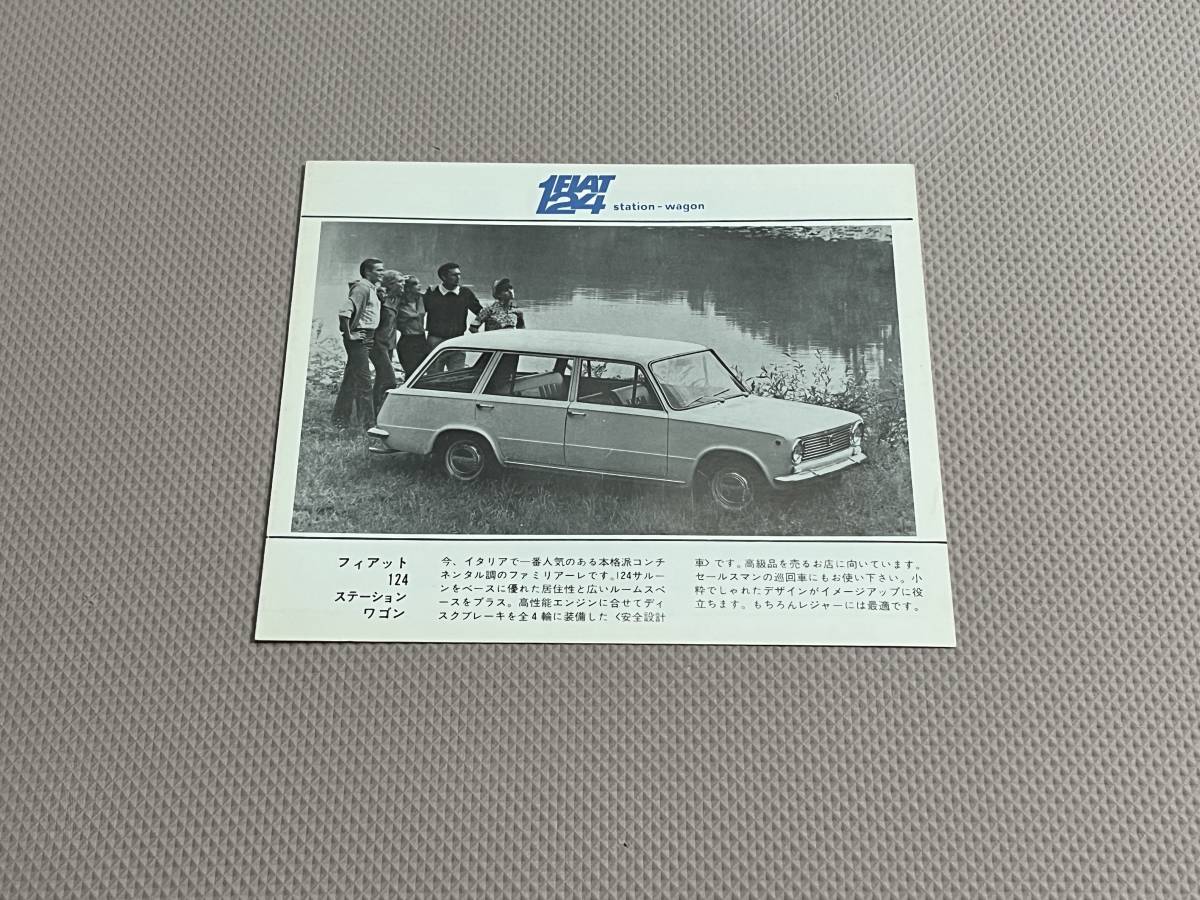 FIAT
124 station-wagon
フィアット
124
ステーション
ワゴン
今、イタリアで一番人気のある本格派コンチ
ネンタル調のファミリアーレです。124サルー
ンをベースに優れた居住性と広いルームスペ
ースをプラス。高性能エンジンに合せてディ
スクブレーキを全4輪に装備した〈安全設計
車〉です。高級品を売るお店に向いています。
セールスマンの巡回車にもお使い下さい。小
粋でしゃれたデザインがイメージアップに役
立ちます。もちろんレジャーには最適です。